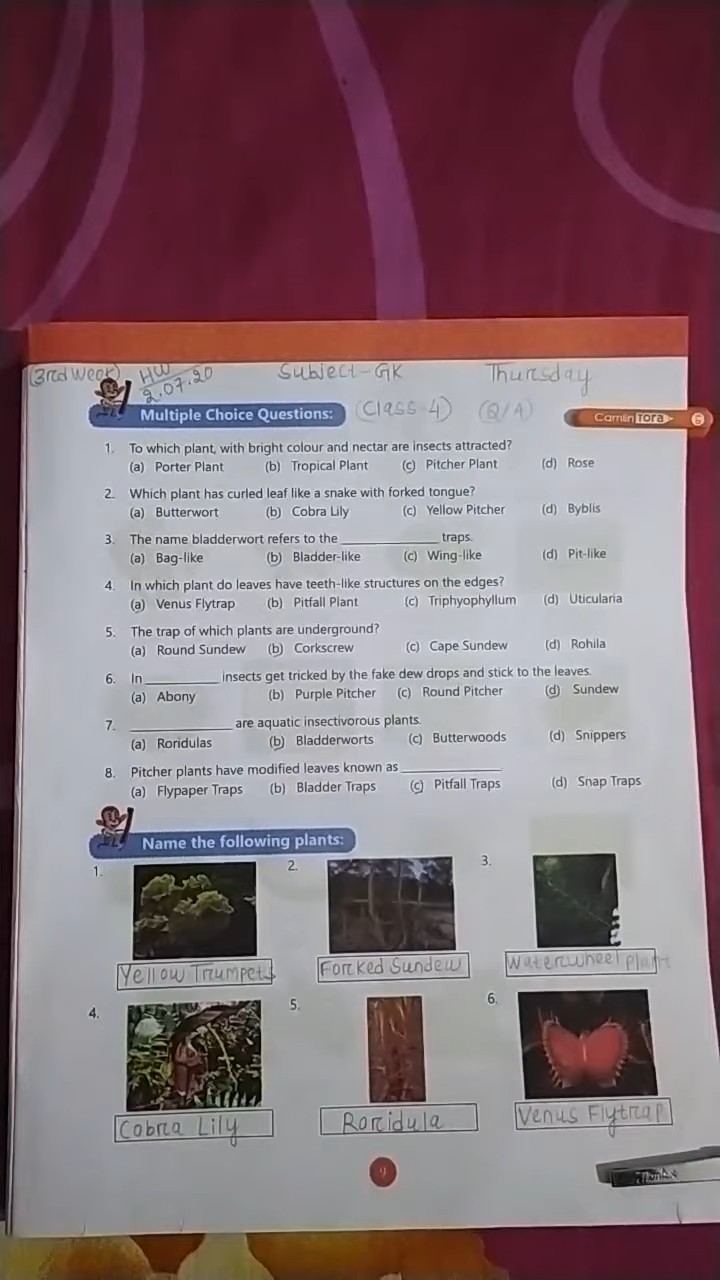 (3rd week) HW 2.07.20 Subject-GK Thursday
Multiple Choice Questions: (Class-4) (Q/A) Camlin Tora
1. To which plant, with bright colour and nectar are insects attracted?
(a) Porter Plant (b) Tropical Plant (c) Pitcher Plant (d) Rose
2. Which plant has curled leaf like a snake with forked tongue?
(a) Butterwort (b) Cobra Lily (c) Yellow Pitcher (d) Byblis
3. The name bladderwort refers to the ______________ traps.
(a) Bag-like (b) Bladder-like (c) Wing-like (d) Pit-like
4. In which plant do leaves have teeth-like structures on the edges?
(a) Venus Flytrap (b) Pitfall Plant (c) Triphyophyllum (d) Uticularia
5. The trap of which plants are underground?
(a) Round Sundew (b) Corkscrew (c) Cape Sundew (d) Rohila
6. In __________ insects get tricked by the fake dew drops and stick to the leaves.
(a) Abony (b) Purple Pitcher (c) Round Pitcher (d) Sundew
7. ______________ are aquatic insectivorous plants.
(a) Roridulas (b) Bladderworts (c) Butterwoods (d) Snippers
8. Pitcher plants have modified leaves known as ______________
(a) Flypaper Traps (b) Bladder Traps (c) Pitfall Traps (d) Snap Traps
Name the following plants:
1. 2. 3.
Yellow Trumpets Forked Sundew Waterwheel plant
4. 5. 6.
Cobra Lily Roridula Venus Flytrap
9